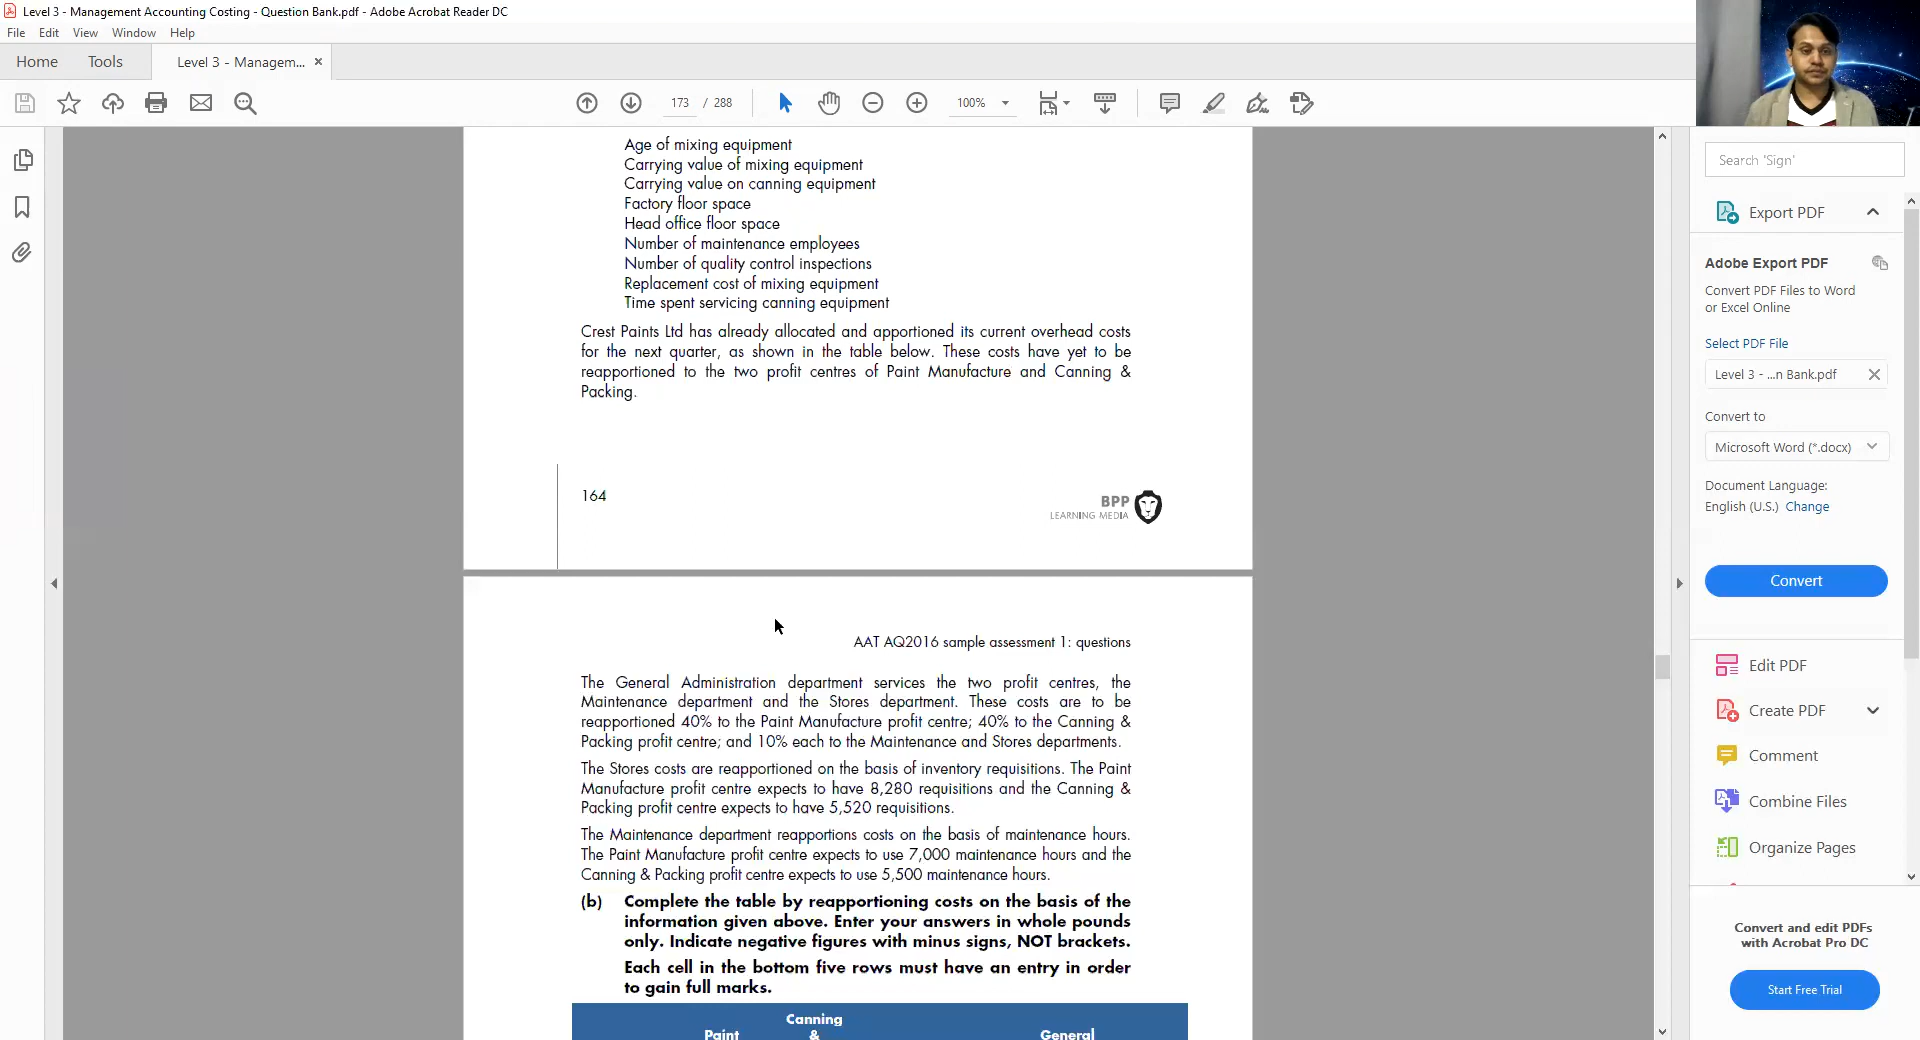 Level 3 - Management Accounting Costing - Question Bank.pdf - Adobe Acrobat Reader DC
File Edit View Window Help
Home Tools Level 3 - Managem... ×
173 / 288 100%
Age of mixing equipment
Carrying value of mixing equipment
Carrying value on canning equipment
Factory floor space
Head office floor space
Number of maintenance employees
Number of quality control inspections
Replacement cost of mixing equipment
Time spent servicing canning equipment
Crest Paints Ltd has already allocated and apportioned its current overhead costs
for the next quarter, as shown in the table below. These costs have yet to be
reapportioned to the two profit centres of Paint Manufacture and Canning &
Packing.
164
BPP
LEARNING MEDIA
AAT AQ2016 sample assessment 1: questions
The General Administration department services the two profit centres, the
Maintenance department and the Stores department. These costs are to be
reapportioned 40% to the Paint Manufacture profit centre; 40% to the Canning &
Packing profit centre; and 10% each to the Maintenance and Stores departments.
The Stores costs are reapportioned on the basis of inventory requisitions. The Paint
Manufacture profit centre expects to have 8,280 requisitions and the Canning &
Packing profit centre expects to have 5,520 requisitions.
The Maintenance department reapportions costs on the basis of maintenance hours.
The Paint Manufacture profit centre expects to use 7,000 maintenance hours and the
Canning & Packing profit centre expects to use 5,500 maintenance hours.
(b) Complete the table by reapportioning costs on the basis of the
information given above. Enter your answers in whole pounds
only. Indicate negative figures with minus signs, NOT brackets.
Each cell in the bottom five rows must have an entry in order
to gain full marks.
Canning
Paint & General
Search 'Sign'
Export PDF
Adobe Export PDF
Convert PDF Files to Word
or Excel Online
Select PDF File
Level 3 - ...n Bank.pdf
Convert to
Microsoft Word (*.docx)
Document Language:
English (U.S.) Change
Convert
Edit PDF
Create PDF
Comment
Combine Files
Organize Pages
Convert and edit PDFs
with Acrobat Pro DC
Start Free Trial